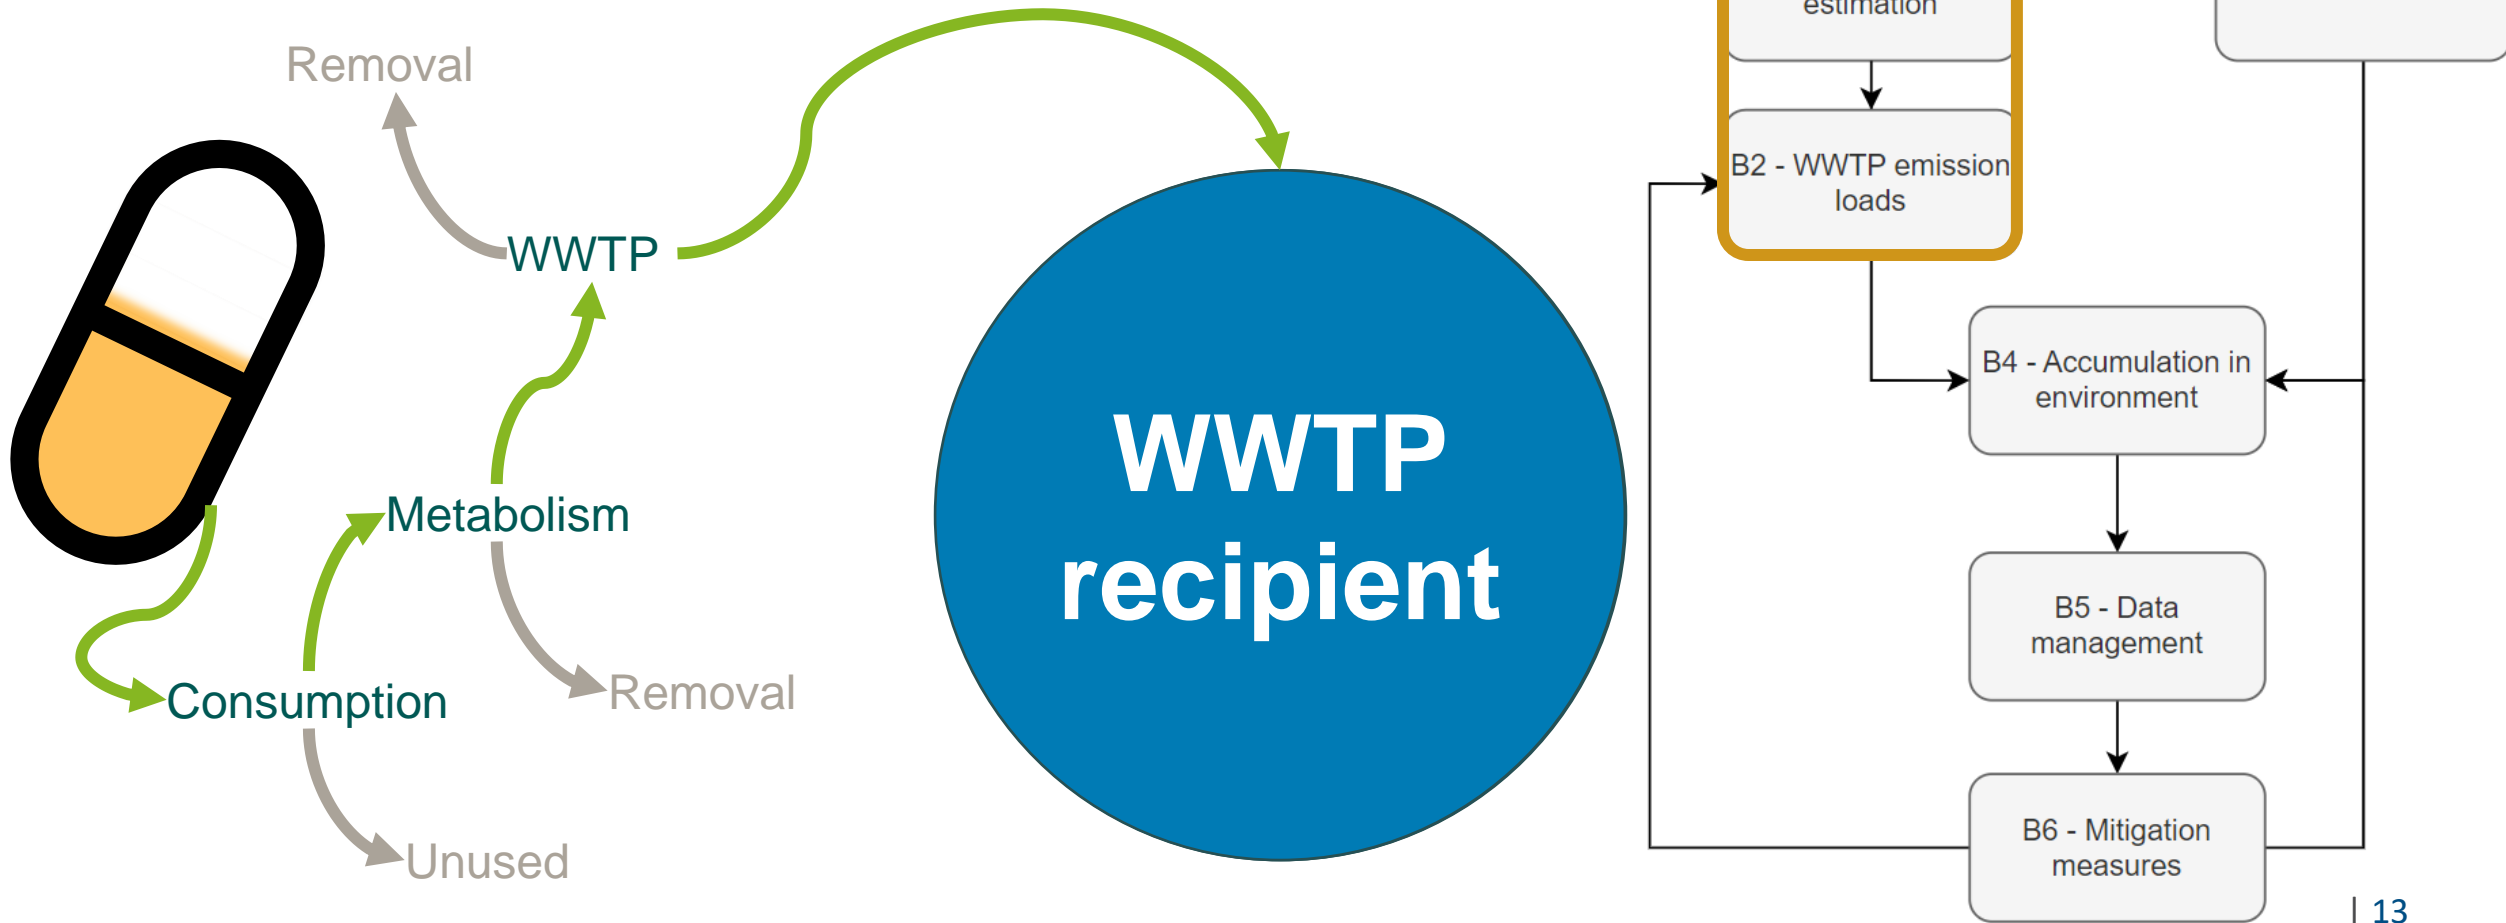 Removal
WWTP
Metabolism
Consumption
Removal
Unused
WWTP
recipient
estimation
B2 - WWTP emission
loads
B4 - Accumulation in
environment
B5 - Data
management
B6 - Mitigation
measures
| 13